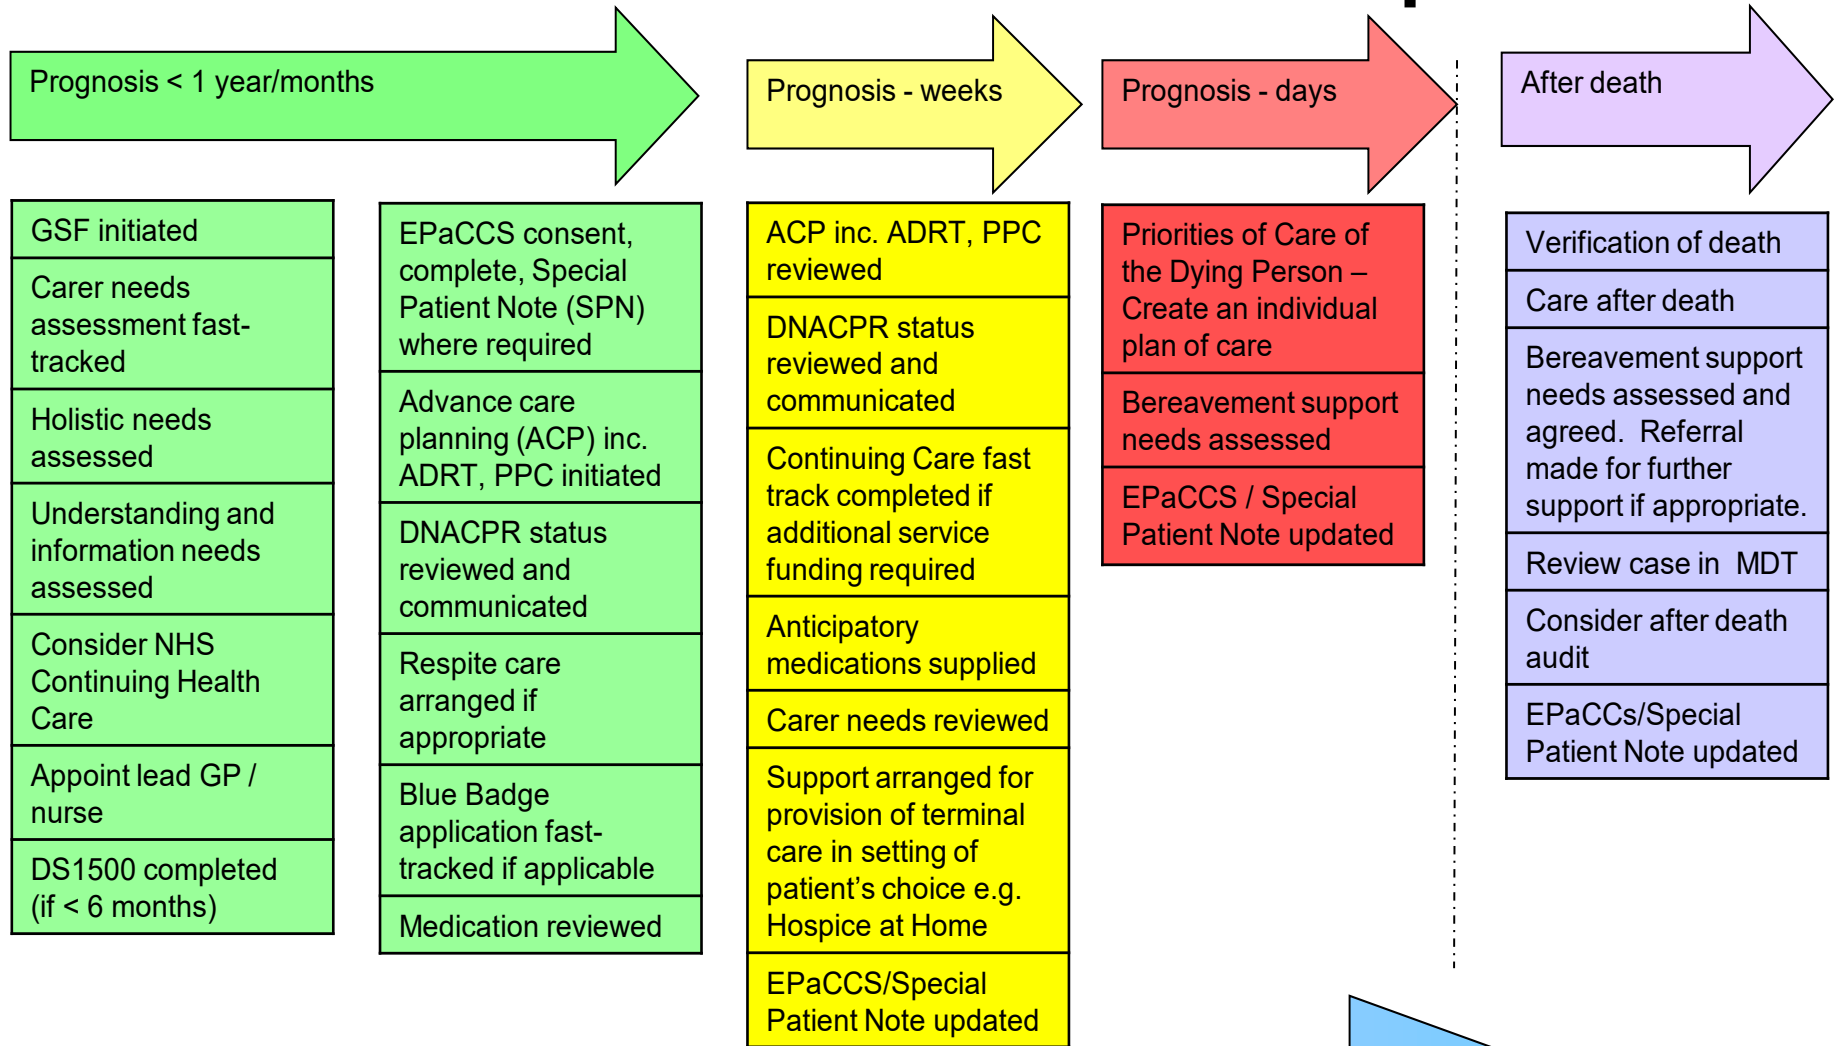 Prognosis < 1 year/months
Prognosis - weeks
Prognosis - days
After death
GSF initiated
Carer needs
assessment fast-
tracked
Holistic needs
assessed
Understanding and
information needs
assessed
Consider NHS
Continuing Health
Care
Appoint lead GP /
nurse
DS1500 completed
(if < 6 months)
EPaCCS consent,
complete, Special
Patient Note (SPN)
where required
Advance care
planning (ACP) inc.
ADRT, PPC initiated
DNACPR status
reviewed and
communicated
Respite care
arranged if
appropriate
Blue Badge
application fast-
tracked if applicable
Medication reviewed
ACP inc. ADRT, PPC
reviewed
DNACPR status
reviewed and
communicated
Continuing Care fast
track completed if
additional service
funding required
Anticipatory
medications supplied
Carer needs reviewed
Support arranged for
provision of terminal
care in setting of
patient’s choice e.g.
Hospice at Home
EPaCCS/Special
Patient Note updated
Priorities of Care of
the Dying Person –
Create an individual
plan of care
Bereavement support
needs assessed
EPaCCS / Special
Patient Note updated
Verification of death
Care after death
Bereavement support
needs assessed and
agreed.  Referral
made for further
support if appropriate.
Review case in  MDT
Consider after death
audit
EPaCCs/Special
Patient Note updated